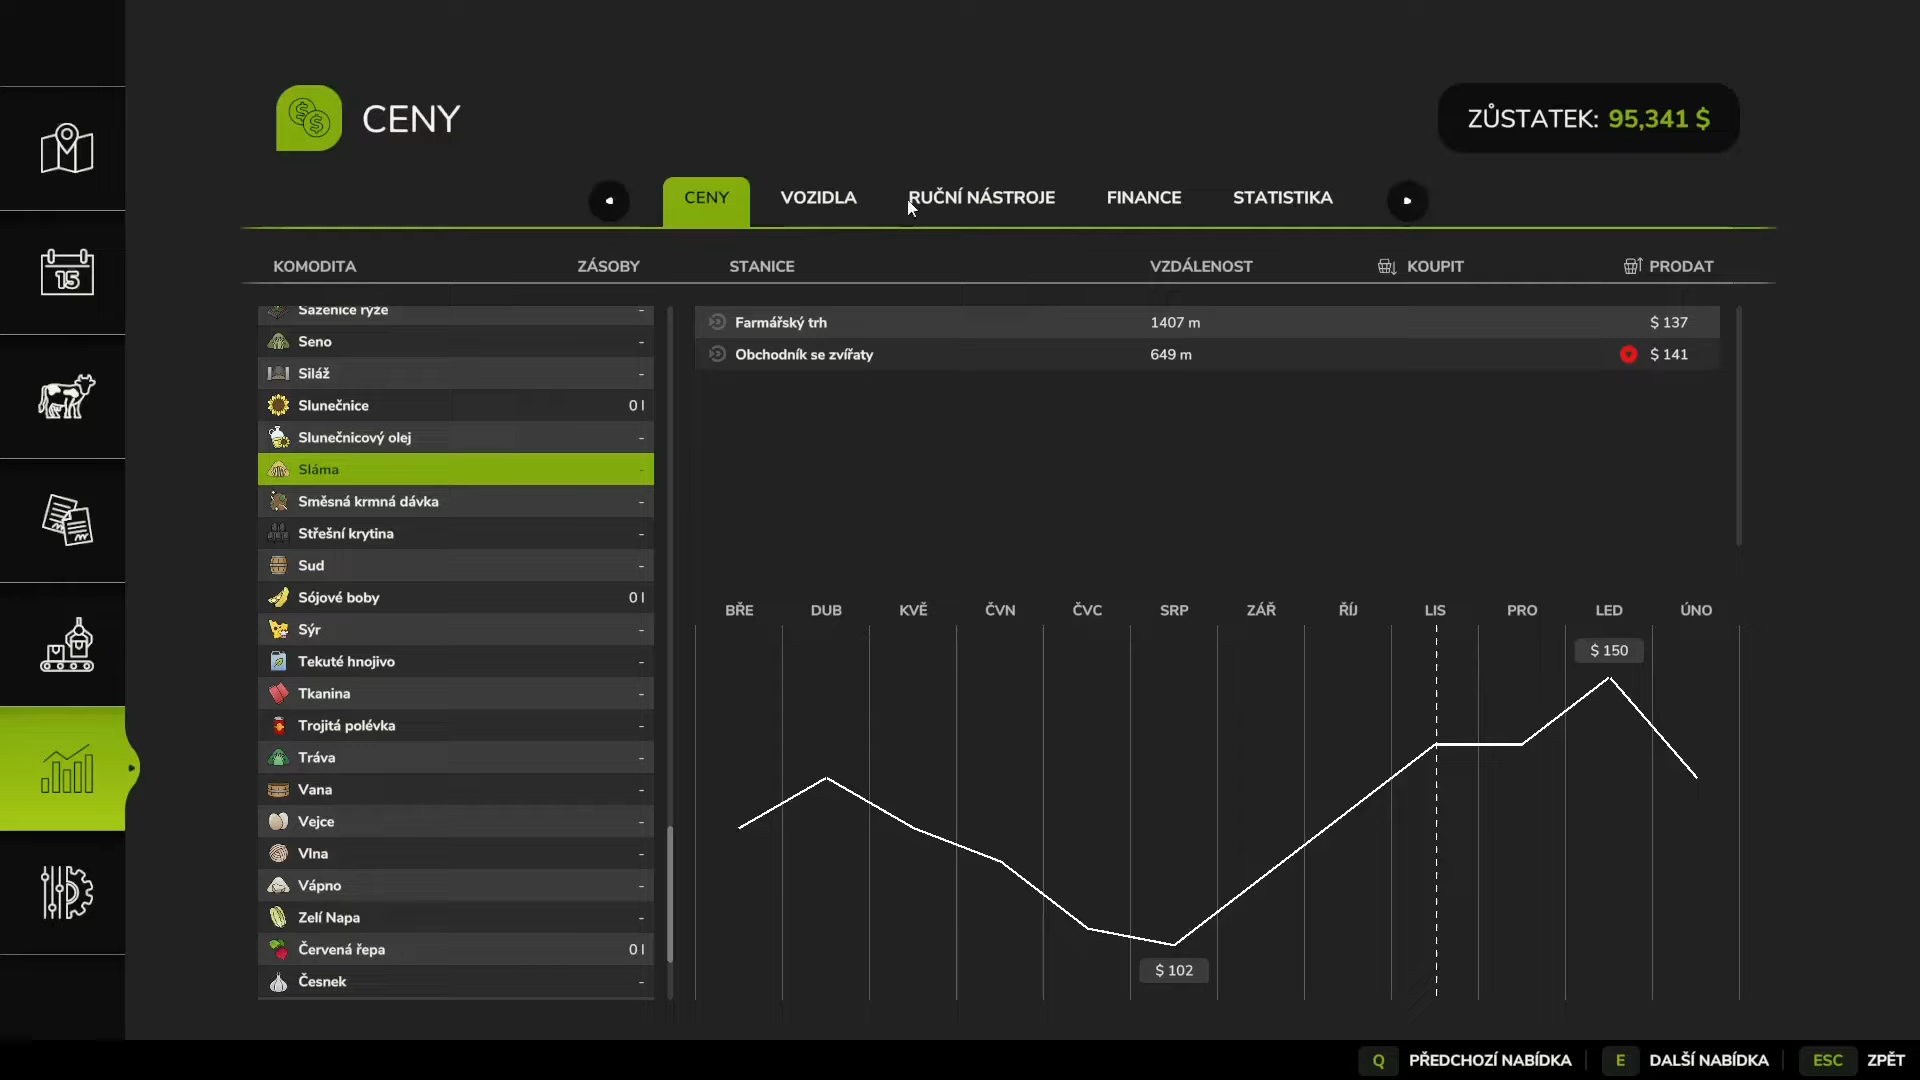 CENY
ZŮSTATEK: 95,341 $
CENY VOZIDLA RUČNÍ NÁSTROJE FINANCE STATISTIKA
KOMODITA ZÁSOBY STANICE VZDÁLENOST KOUPIT PRODAT
Sazenice rýže -
Seno -
Siláž -
Slunečnice 0 l
Slunečnicový olej -
Sláma -
Směsná krmná dávka -
Střešní krytina -
Sud -
Sójové boby 0 l
Sýr -
Tekuté hnojivo -
Tkanina -
Trojitá polévka -
Tráva -
Vana -
Vejce -
Vlna -
Vápno -
Zelí Napa -
Červená řepa 0 l
Česnek -
Farmářský trh 1407 m $ 137
Obchodník se zvířaty 649 m $ 141
BŘE DUB KVĚ ČVN ČVC SRP ZÁŘ ŘÍJ LIS PRO LED ÚNO
$ 150
$ 102
15
Q PŘEDCHOZÍ NABÍDKA E DALŠÍ NABÍDKA ESC ZPĚT